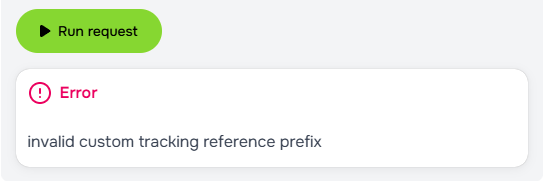 Run request
Error
invalid custom tracking reference prefix